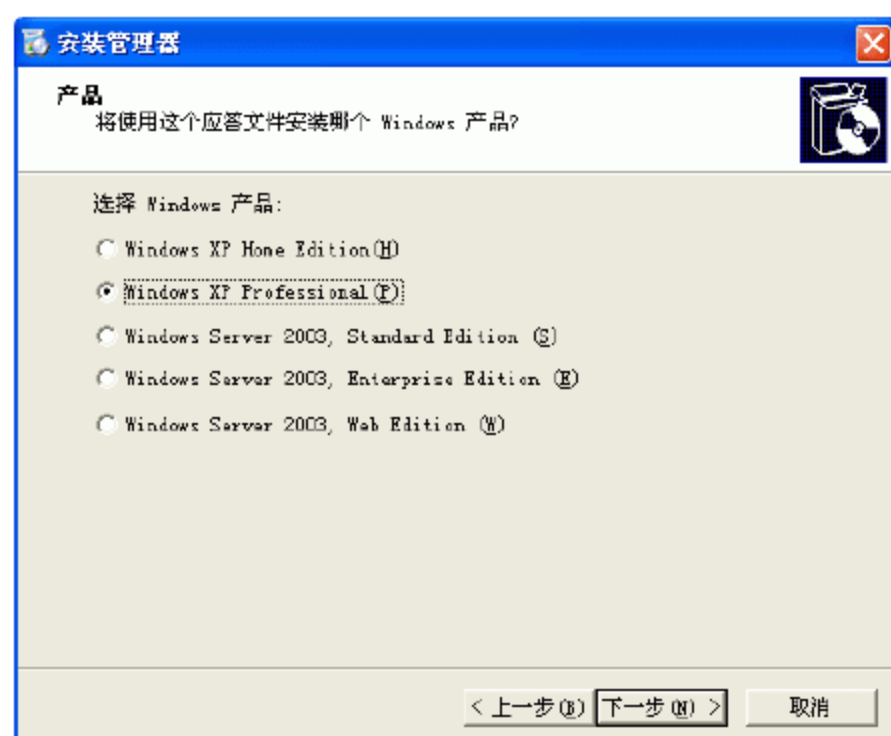 安装管理器
产品
将使用这个应答文件安装哪个 Windows 产品?
选择 Windows 产品:
Windows XP Home Edition(H)
Windows XP Professional(P)
Windows Server 2003, Standard Edition (S)
Windows Server 2003, Enterprise Edition (E)
Windows Server 2003, Web Edition (W)
< 上一步(B) 下一步(N) > 取消